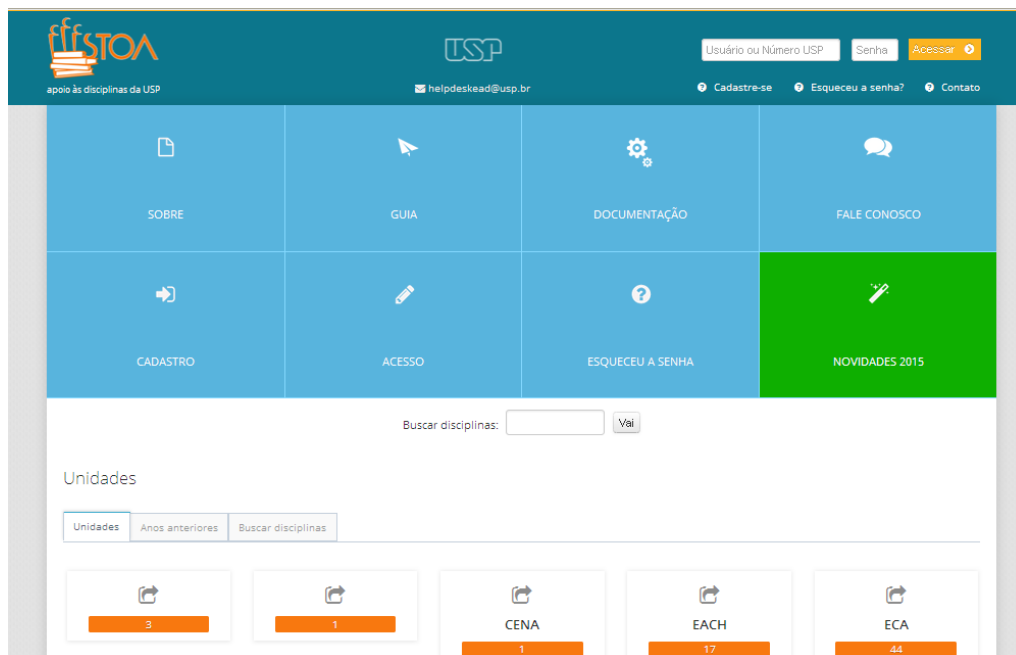 STOA
USP
Usuário ou Número USP
Senha
Acessar
apoio às disciplinas da USP
helpdeskead@usp.br
Cadastre-se
Esqueceu a senha?
Contato
SOBRE
GUIA
DOCUMENTAÇÃO
FALE CONOSCO
CADASTRO
ACESSO
ESQUECEU A SENHA
NOVIDADES 2015
Buscar disciplinas:
Vai
Unidades
Unidades
Anos anteriores
Buscar disciplinas
3
1
CENA
1
EACH
17
ECA
44